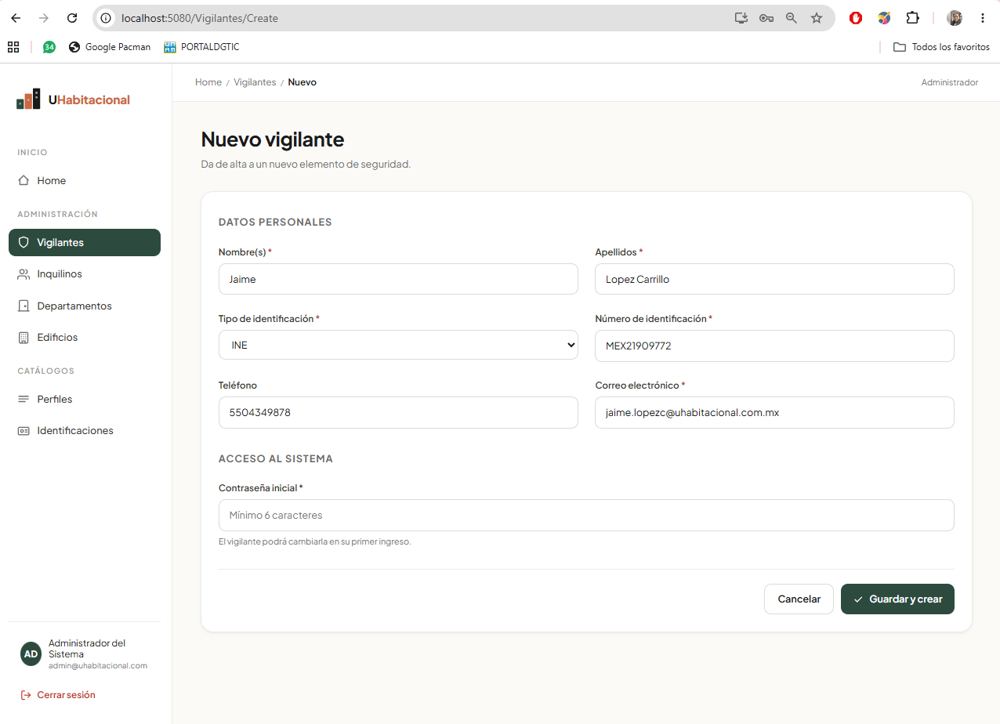 localhost:5080/Vigilantes/Create
34
Google Pacman
UNAM
PORTALDGTIC
Todos los favoritos
UHabitacional
Home / Vigilantes / Nuevo
Administrador
INICIO
Home
ADMINISTRACIÓN
Vigilantes
Inquilinos
Departamentos
Edificios
CATÁLOGOS
Perfiles
Identificaciones
AD
Administrador del
Sistema
admin@uhabitacional.com
Cerrar sesión
Nuevo vigilante
Da de alta a un nuevo elemento de seguridad.
DATOS PERSONALES
Nombre(s) *
Apellidos *
Jaime
Lopez Carrillo
Tipo de identificación *
Número de identificación *
INE
MEX21909772
Teléfono
Correo electrónico *
5504349878
jaime.lopezc@uhabitacional.com.mx
ACCESO AL SISTEMA
Contraseña inicial *
Mínimo 6 caracteres
El vigilante podrá cambiarla en su primer ingreso.
Cancelar
Guardar y crear